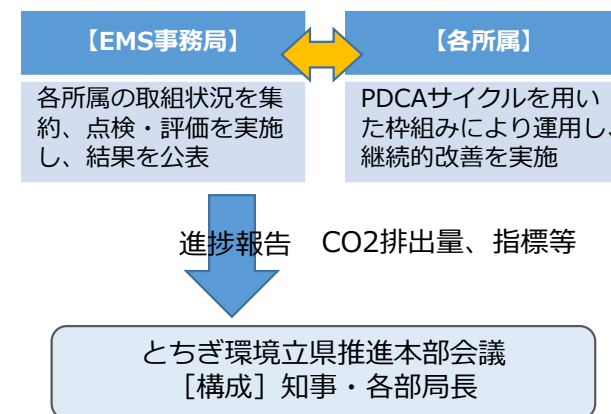 【EMS事務局】
各所属の取組状況を集
約、点検・評価を実施
し、結果を公表
【各所属】
PDCAサイクルを用い
た枠組みにより運用し、
継続的改善を実施
進捗報告 CO2排出量、指標等
とちぎ環境立県推進本部会議
［構成］知事・各部局長